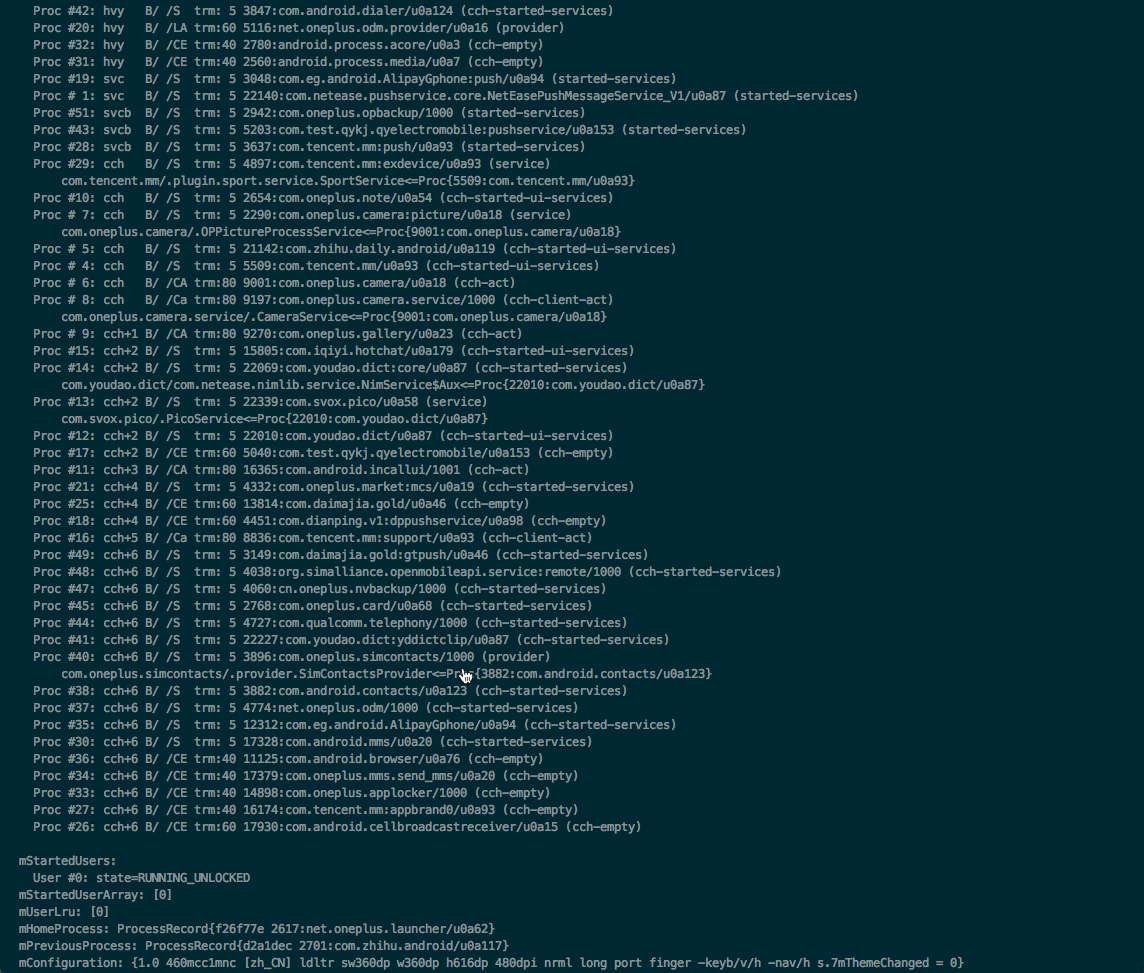 Proc #42: hvy   B/ /S  trm: 5 3847:com.android.dialer/u0a124 (cch-started-services)
Proc #20: hvy   B/ /LA trm:60 5116:net.oneplus.odm.provider/u0a16 (provider)
Proc #32: hvy   B/ /CE trm:40 2780:android.process.acore/u0a3 (cch-empty)
Proc #31: hvy   B/ /CE trm:40 2560:android.process.media/u0a7 (cch-empty)
Proc #19: svc   B/ /S  trm: 5 3048:com.eg.android.AlipayGphone:push/u0a94 (started-services)
Proc # 1: svc   B/ /S  trm: 5 22140:com.netease.pushservice.core.NetEasePushMessageService_V1/u0a87 (started-services)
Proc #51: svcb  B/ /S  trm: 5 2942:com.oneplus.opbackup/1000 (started-services)
Proc #43: svcb  B/ /S  trm: 5 5203:com.test.qykj.qyelectromobile:pushservice/u0a153 (started-services)
Proc #28: svcb  B/ /S  trm: 5 3637:com.tencent.mm:push/u0a93 (started-services)
Proc #29: cch   B/ /S  trm: 5 4897:com.tencent.mm:exdevice/u0a93 (service)
com.tencent.mm/.plugin.sport.service.SportService<=Proc{5509:com.tencent.mm/u0a93}
Proc #10: cch   B/ /S  trm: 5 2654:com.oneplus.note/u0a54 (cch-started-ui-services)
Proc # 7: cch   B/ /S  trm: 5 2290:com.oneplus.camera:picture/u0a18 (service)
com.oneplus.camera/.OPPictureProcessService<=Proc{9001:com.oneplus.camera/u0a18}
Proc # 5: cch   B/ /S  trm: 5 21142:com.zhihu.daily.android/u0a119 (cch-started-ui-services)
Proc # 4: cch   B/ /S  trm: 5 5509:com.tencent.mm/u0a93 (cch-started-ui-services)
Proc # 6: cch   B/ /CA trm:80 9001:com.oneplus.camera/u0a18 (cch-act)
Proc # 8: cch   B/ /Ca trm:80 9197:com.oneplus.camera.service/1000 (cch-client-act)
com.oneplus.camera.service/.CameraService<=Proc{9001:com.oneplus.camera/u0a18}
Proc # 9: cch+1 B/ /CA trm:80 9270:com.oneplus.gallery/u0a23 (cch-act)
Proc #15: cch+2 B/ /S  trm: 5 15805:com.iqiyi.hotchat/u0a179 (cch-started-ui-services)
Proc #14: cch+2 B/ /S  trm: 5 22069:com.youdao.dict:core/u0a87 (cch-started-services)
com.youdao.dict/com.netease.nimlib.service.NimService$Aux<=Proc{22010:com.youdao.dict/u0a87}
Proc #13: cch+2 B/ /S  trm: 5 22339:com.svox.pico/u0a58 (service)
com.svox.pico/.PicoService<=Proc{22010:com.youdao.dict/u0a87}
Proc #12: cch+2 B/ /S  trm: 5 22010:com.youdao.dict/u0a87 (cch-started-ui-services)
Proc #17: cch+2 B/ /CE trm:60 5040:com.test.qykj.qyelectromobile/u0a153 (cch-empty)
Proc #11: cch+3 B/ /CA trm:80 16365:com.android.incallui/1001 (cch-act)
Proc #21: cch+4 B/ /S  trm: 5 4332:com.oneplus.market:mcs/u0a19 (cch-started-services)
Proc #25: cch+4 B/ /CE trm:60 13814:com.daimajia.gold/u0a46 (cch-empty)
Proc #18: cch+4 B/ /CE trm:60 4451:com.dianping.v1:dppushservice/u0a98 (cch-empty)
Proc #16: cch+5 B/ /Ca trm:80 8836:com.tencent.mm:support/u0a93 (cch-client-act)
Proc #49: cch+6 B/ /S  trm: 5 3149:com.daimajia.gold:gtpush/u0a46 (cch-started-services)
Proc #48: cch+6 B/ /S  trm: 5 4038:org.simalliance.openmobileapi.service:remote/1000 (cch-started-services)
Proc #47: cch+6 B/ /S  trm: 5 4060:cn.oneplus.nvbackup/1000 (cch-started-services)
Proc #45: cch+6 B/ /S  trm: 5 2768:com.oneplus.card/u0a68 (cch-started-services)
Proc #44: cch+6 B/ /S  trm: 5 4727:com.qualcomm.telephony/1000 (cch-started-services)
Proc #41: cch+6 B/ /S  trm: 5 22227:com.youdao.dict:yddictclip/u0a87 (cch-started-services)
Proc #40: cch+6 B/ /S  trm: 5 3896:com.oneplus.simcontacts/1000 (provider)
com.oneplus.simcontacts/.provider.SimContactsProvider<=Proc{3882:com.android.contacts/u0a123}
Proc #38: cch+6 B/ /S  trm: 5 3882:com.android.contacts/u0a123 (cch-started-services)
Proc #37: cch+6 B/ /S  trm: 5 4774:net.oneplus.odm/1000 (cch-started-services)
Proc #35: cch+6 B/ /S  trm: 5 12312:com.eg.android.AlipayGphone/u0a94 (cch-started-services)
Proc #30: cch+6 B/ /S  trm: 5 17328:com.android.mms/u0a20 (cch-started-services)
Proc #36: cch+6 B/ /CE trm:40 11125:com.android.browser/u0a76 (cch-empty)
Proc #34: cch+6 B/ /CE trm:40 17379:com.oneplus.mms.send_mms/u0a20 (cch-empty)
Proc #33: cch+6 B/ /CE trm:40 14898:com.oneplus.applocker/1000 (cch-empty)
Proc #27: cch+6 B/ /CE trm:40 16174:com.tencent.mm:appbrand0/u0a93 (cch-empty)
Proc #26: cch+6 B/ /CE trm:60 17930:com.android.cellbroadcastreceiver/u0a15 (cch-empty)
mStartedUsers:
User #0: state=RUNNING_UNLOCKED
mStartedUserArray: [0]
mUserLru: [0]
mHomeProcess: ProcessRecord{f26f77e 2617:net.oneplus.launcher/u0a62}
mPreviousProcess: ProcessRecord{d2a1dec 2701:com.zhihu.android/u0a117}
mConfiguration: {1.0 460mcc1mnc [zh_CN] ldltr sw360dp w360dp h616dp 480dpi nrml long port finger -keyb/v/h -nav/h s.7mThemeChanged = 0}